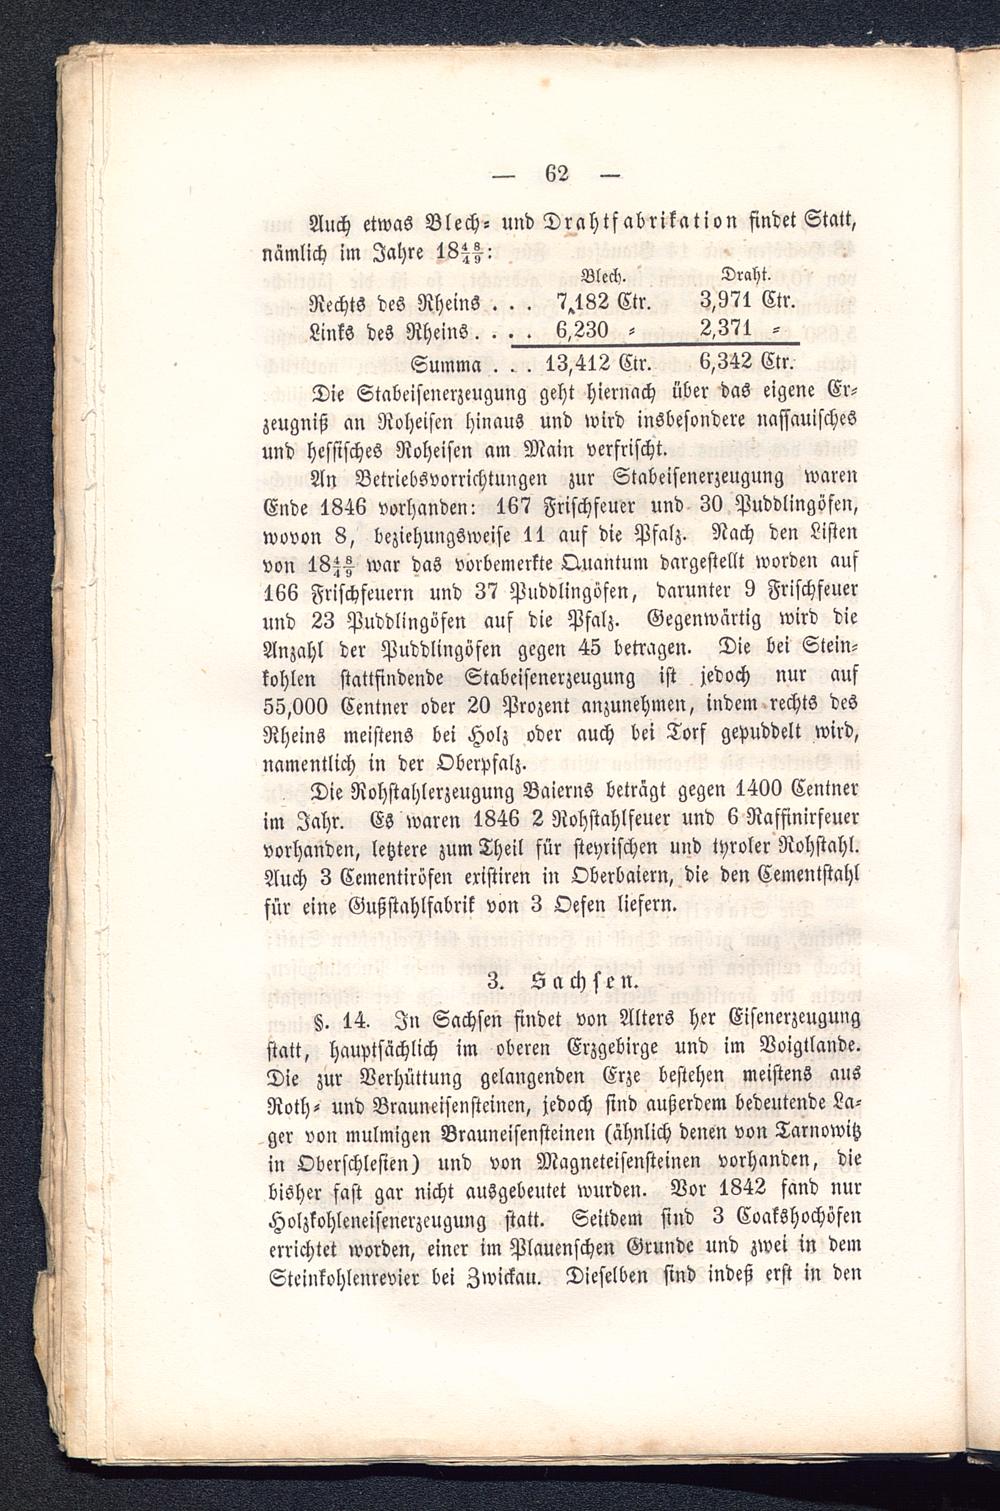 — 62 —
Auch etwas Blech- und Drahtfabrikation findet Statt,
nämlich im Jahre 18 48/49:
Blech. Draht.
Rechts des Rheins . . . 7,182 Ctr. 3,971 Ctr.
Links des Rheins . . . . 6,230 = 2,371 =
Summa . . . 13,412 Ctr. 6,342 Ctr.
Die Stabeisenerzeugung geht hiernach über das eigene Er-
zeugniß an Roheisen hinaus und wird insbesondere nassauisches
und hessisches Roheisen am Main verfrischt.
An Betriebsvorrichtungen zur Stabeisenerzeugung waren
Ende 1846 vorhanden: 167 Frischfeuer und 30 Puddlingöfen,
wovon 8, beziehungsweise 11 auf die Pfalz. Nach den Listen
von 18 48/49 war das vorbemerkte Quantum dargestellt worden auf
166 Frischfeuern und 37 Puddlingöfen, darunter 9 Frischfeuer
und 23 Puddlingöfen auf die Pfalz. Gegenwärtig wird die
Anzahl der Puddlingöfen gegen 45 betragen. Die bei Stein-
kohlen stattfindende Stabeisenerzeugung ist jedoch nur auf
55,000 Centner oder 20 Prozent anzunehmen, indem rechts des
Rheins meistens bei Holz oder auch bei Torf gepuddelt wird,
namentlich in der Oberpfalz.
Die Rohstahlerzeugung Baierns beträgt gegen 1400 Centner
im Jahr. Es waren 1846 2 Rohstahlfeuer und 6 Raffinirfeuer
vorhanden, letztere zum Theil für steyrischen und tyroler Rohstahl.
Auch 3 Cementiröfen existiren in Oberbaiern, die den Cementstahl
für eine Gußstahlfabrik von 3 Oefen liefern.
3. Sachsen.
§. 14. In Sachsen findet von Alters her Eisenerzeugung
statt, hauptsächlich im oberen Erzgebirge und im Voigtlande.
Die zur Verhüttung gelangenden Erze bestehen meistens aus
Roth- und Brauneisensteinen, jedoch sind außerdem bedeutende La-
ger von mulmigen Brauneisensteinen (ähnlich denen von Tarnowitz
in Oberschlesien) und von Magneteisensteinen vorhanden, die
bisher fast gar nicht ausgebeutet wurden. Vor 1842 fand nur
Holzkohleneisenerzeugung statt. Seitdem sind 3 Coakshochöfen
errichtet worden, einer im Plauenschen Grunde und zwei in dem
Steinkohlenrevier bei Zwickau. Dieselben sind indeß erst in den